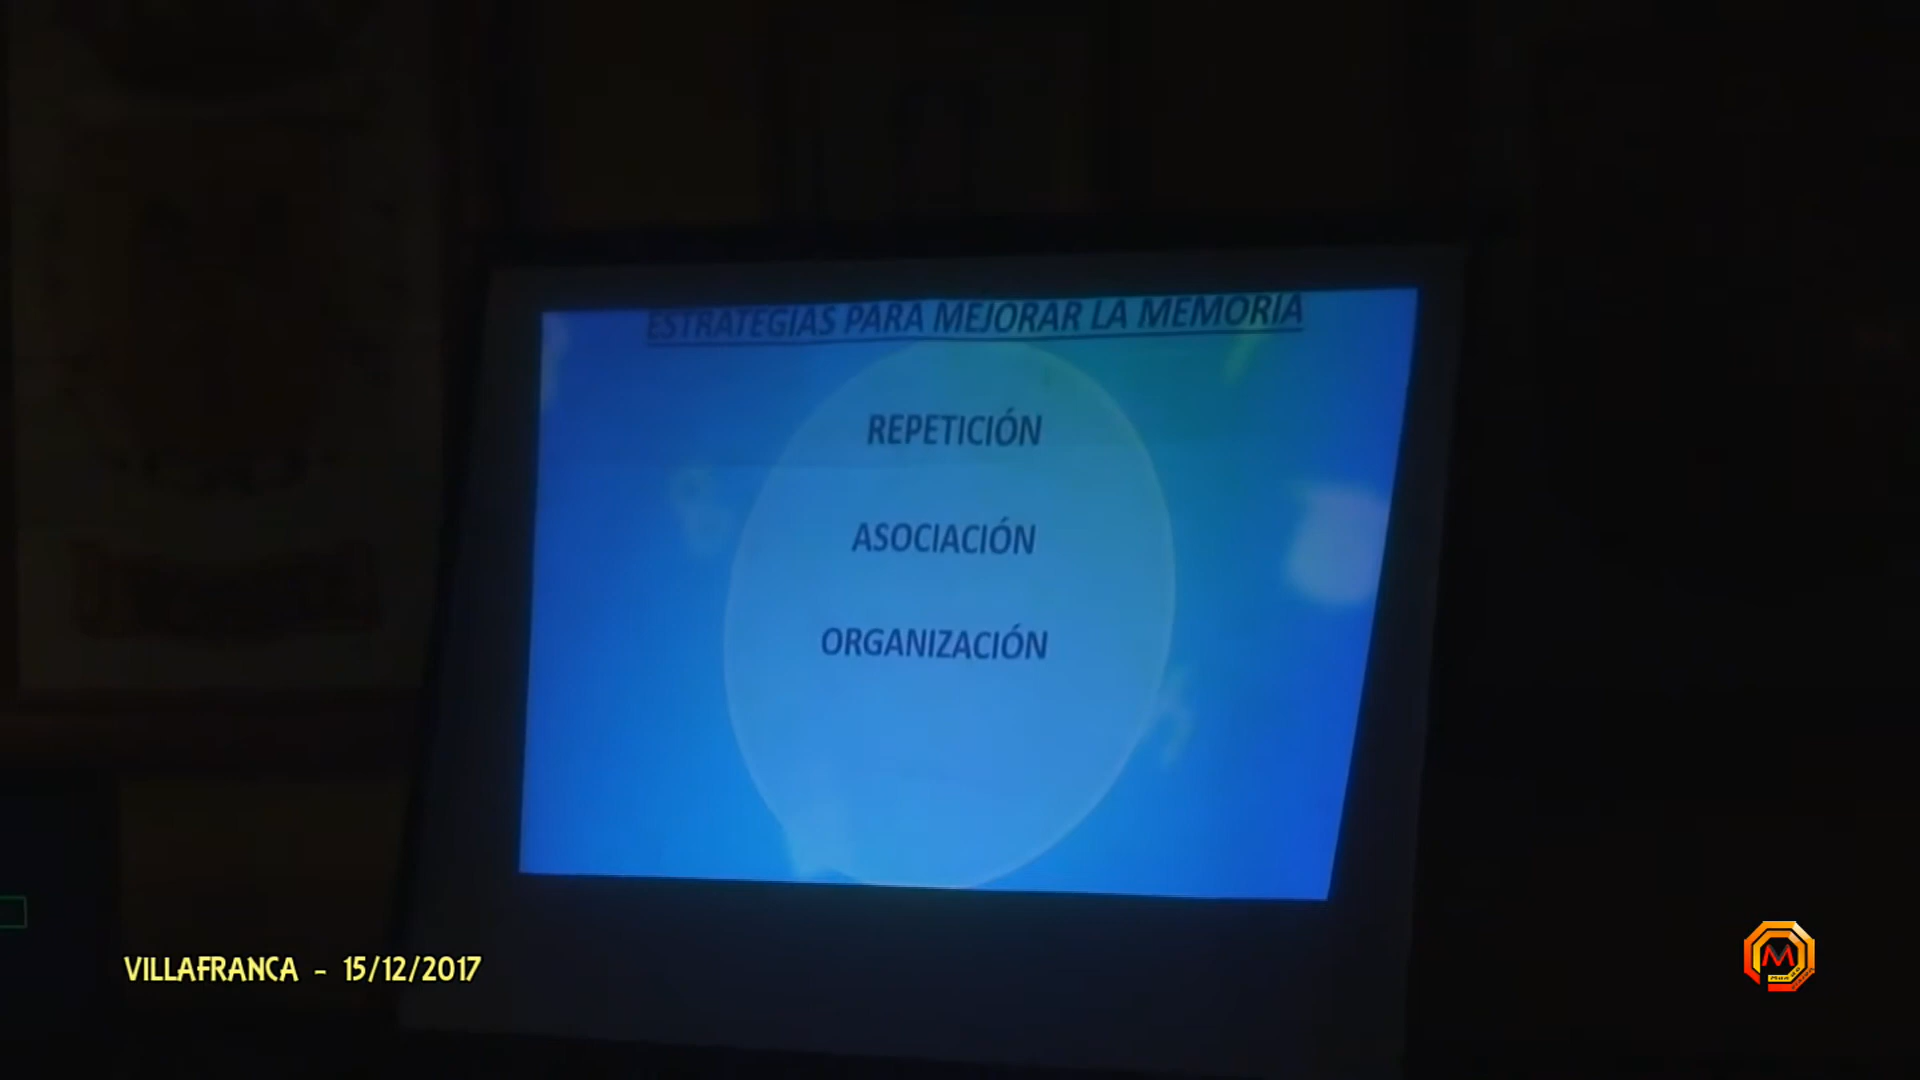 ESTRATEGIAS PARA MEJORAR LA MEMORIA
REPETICIÓN
ASOCIACIÓN
ORGANIZACIÓN
VILLAFRANCA - 15/12/2017
M